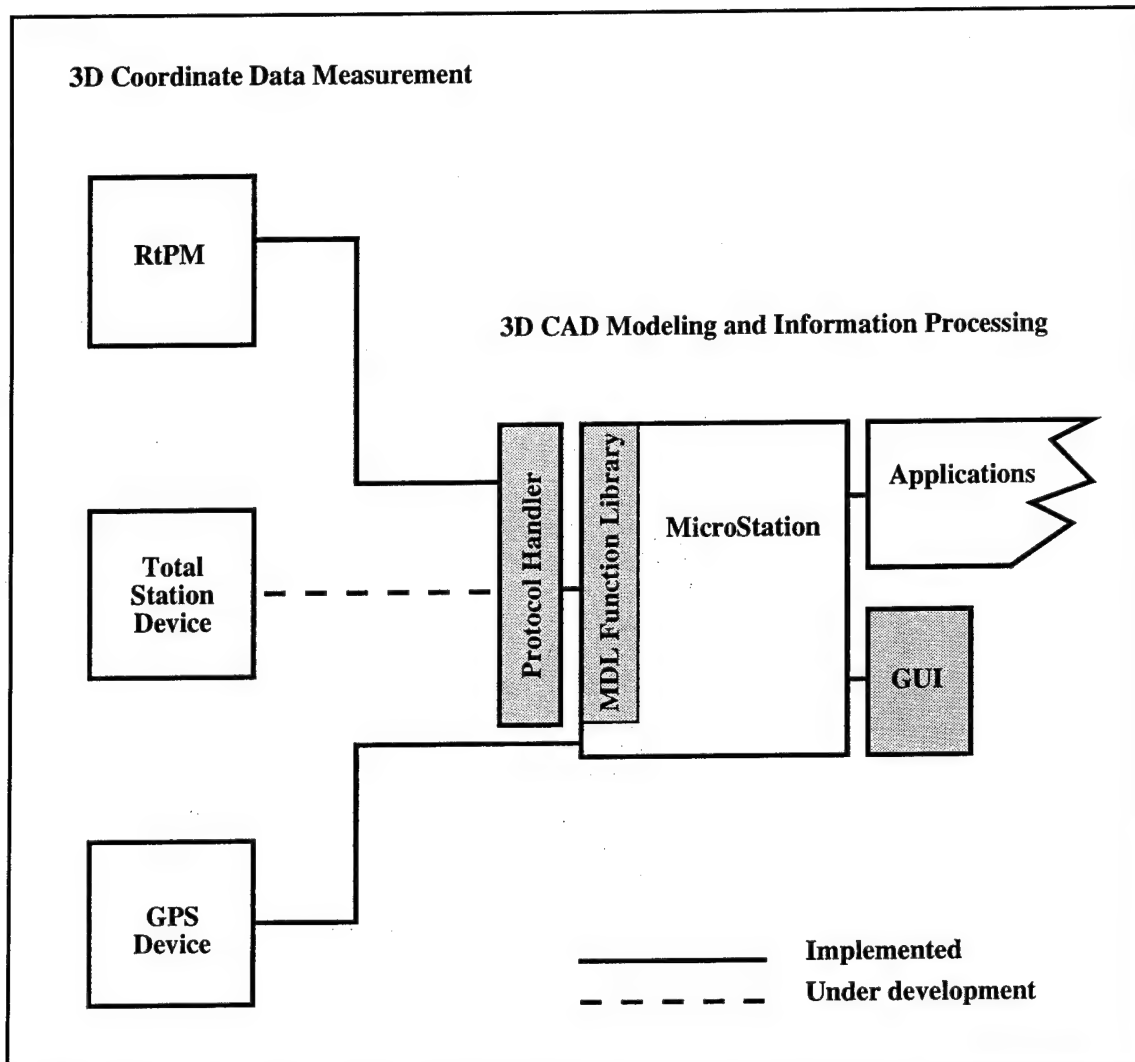 3D Coordinate Data Measurement
RtPM
3D CAD Modeling and Information Processing
Total
Station
Device
Protocol Handler
MDL Function Library
MicroStation
Applications
GUI
GPS
Device
Implemented
Under development